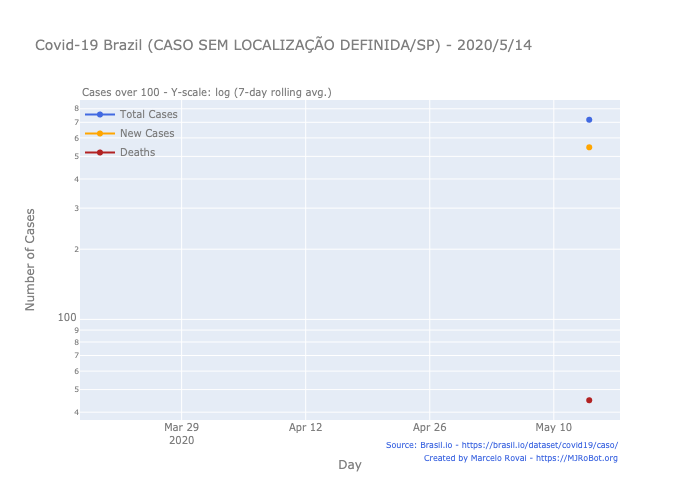 Covid-19 Brazil (CASO SEM LOCALIZAÇÃO DEFINIDA/SP) - 2020/5/14
Cases over 100 - Y-scale: log (7-day rolling avg.)
Total Cases
New Cases
Deaths
8
7
6
5
4
3
2
100
9
8
7
6
5
4
Number of Cases
Mar 29
2020
Apr 12
Apr 26
May 10
Day
Source: Brasil.io - https://brasil.io/dataset/covid19/caso/
Created by Marcelo Rovai - https://MJRoBot.org